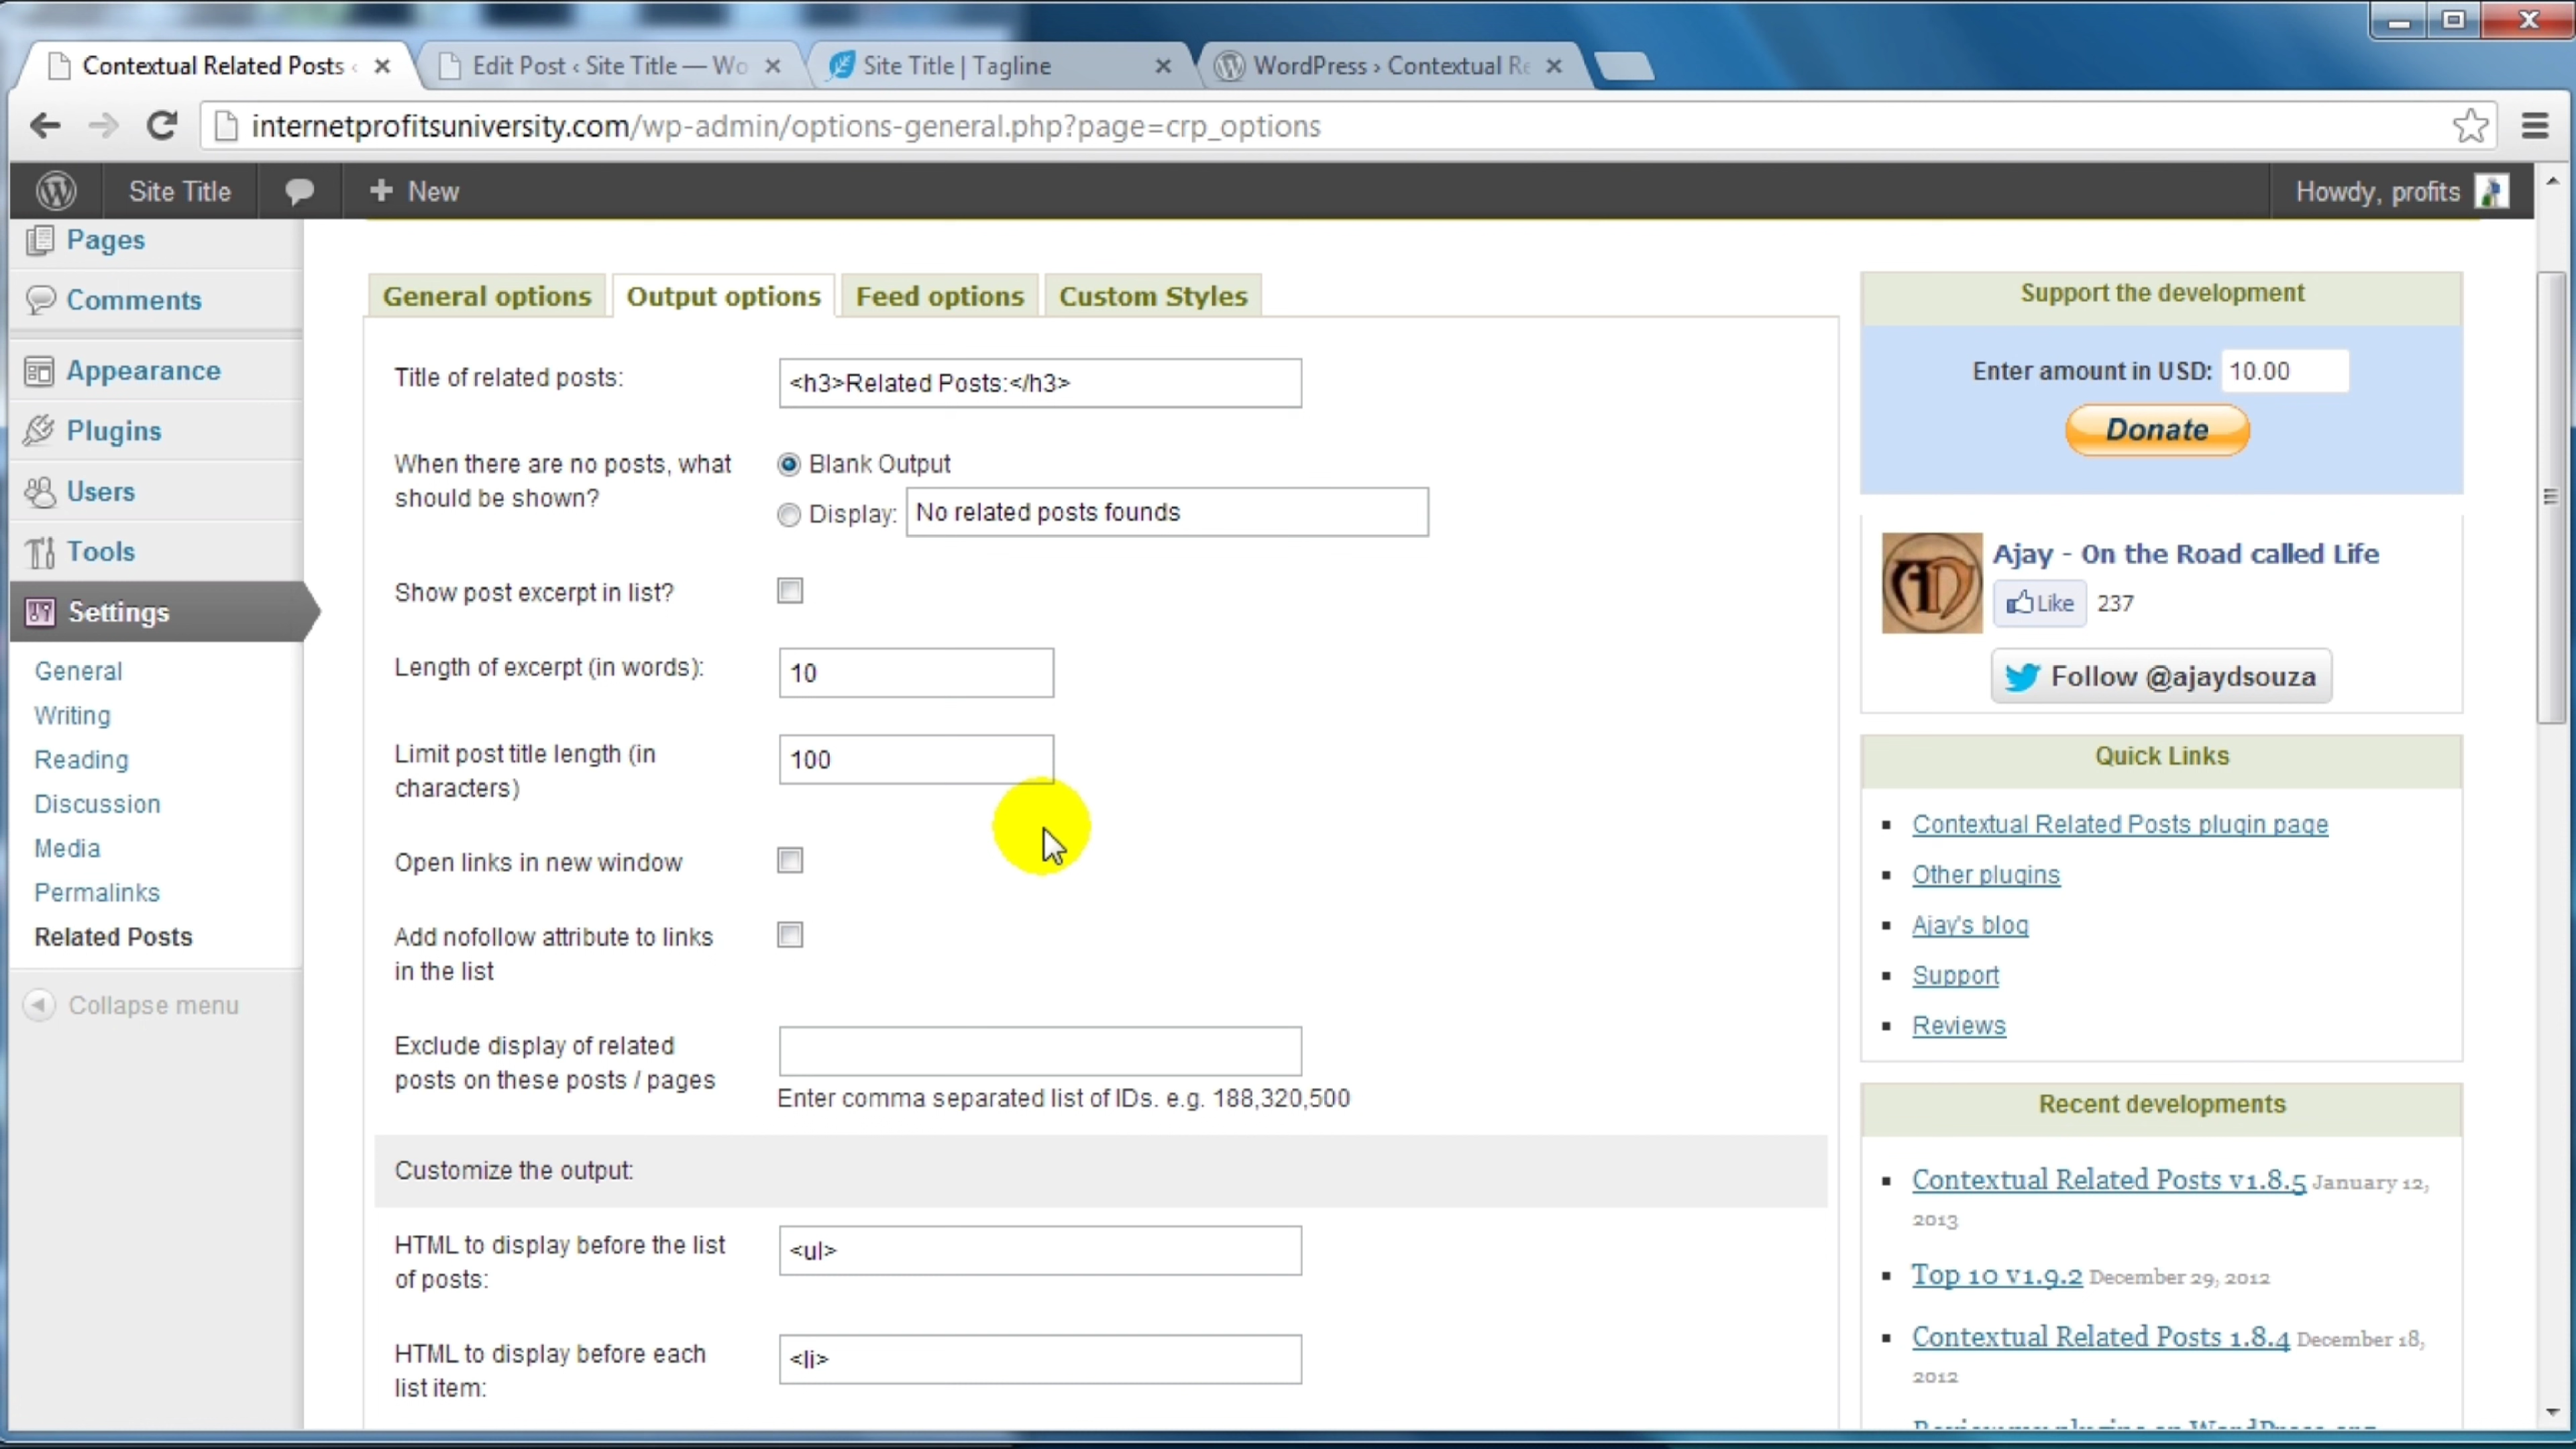 Contextual Related Posts ‹
Edit Post ‹ Site Title — Wo
Site Title | Tagline
WordPress › Contextual Re
internetprofitsuniversity.com/wp-admin/options-general.php?page=crp_options
Site Title
New
Howdy, profits
Pages
Comments
Appearance
Plugins
Users
Tools
Settings
General
Writing
Reading
Discussion
Media
Permalinks
Related Posts
Collapse menu
General options
Output options
Feed options
Custom Styles
Title of related posts:
<h3>Related Posts:</h3>
When there are no posts, what
should be shown?
Blank Output
Display:
No related posts founds
Show post excerpt in list?
Length of excerpt (in words):
10
Limit post title length (in
characters)
100
Open links in new window
Add nofollow attribute to links
in the list
Exclude display of related
posts on these posts / pages
Enter comma separated list of IDs. e.g. 188,320,500
Customize the output:
HTML to display before the list
of posts:
<ul>
HTML to display before each
list item:
<li>
Support the development
Enter amount in USD: 10.00
Donate
Ajay - On the Road called Life
Like 237
Follow @ajaydsouza
Quick Links
Contextual Related Posts plugin page
Other plugins
Ajay's blog
Support
Reviews
Recent developments
Contextual Related Posts v1.8.5 January 12,
2013
Top 10 v1.9.2 December 29, 2012
Contextual Related Posts 1.8.4 December 18,
2012